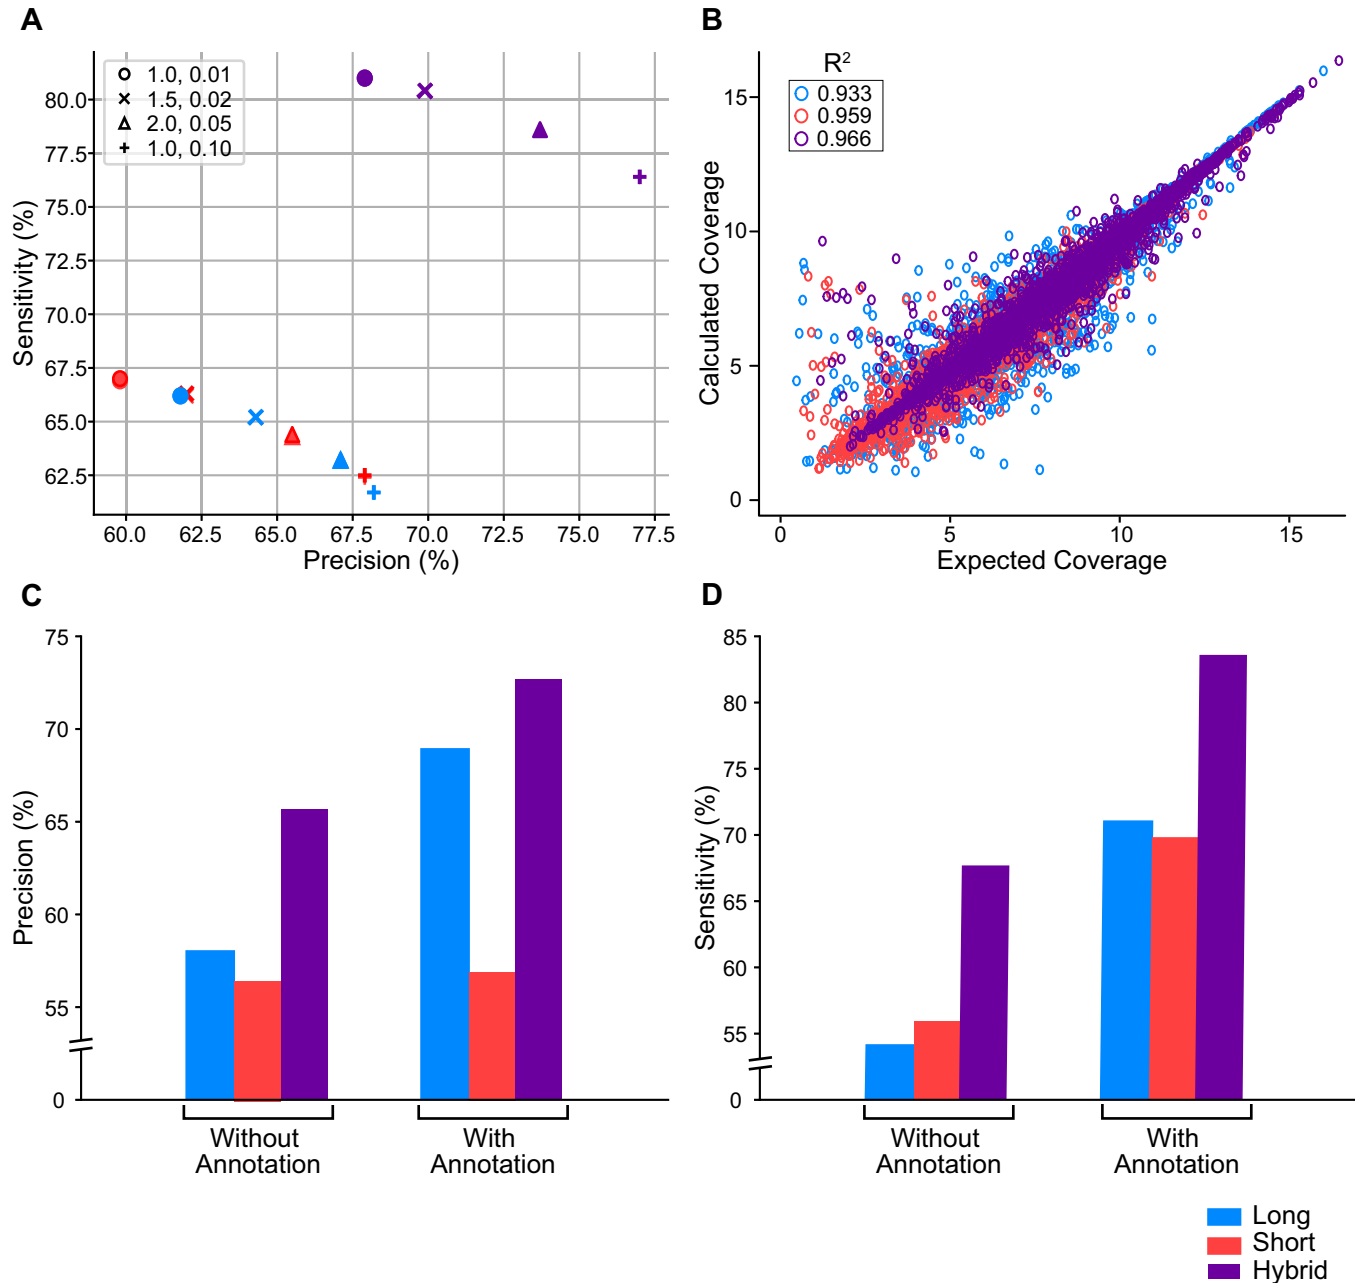 A
1.0, 0.01
1.5, 0.02
2.0, 0.05
1.0, 0.10
80.0
77.5
75.0
72.5
70.0
67.5
65.0
62.5
Sensitivity (%)
60.0 62.5 65.0 67.5 70.0 72.5 75.0 77.5
Precision (%)
B
R²
0.933
0.959
0.966
15
10
5
0
Calculated Coverage
0 5 10 15
Expected Coverage
C
75
70
65
60
55
0
Precision (%)
Without
Annotation
With
Annotation
D
85
80
75
70
65
60
55
0
Sensitivity (%)
Without
Annotation
With
Annotation
Long
Short
Hybrid